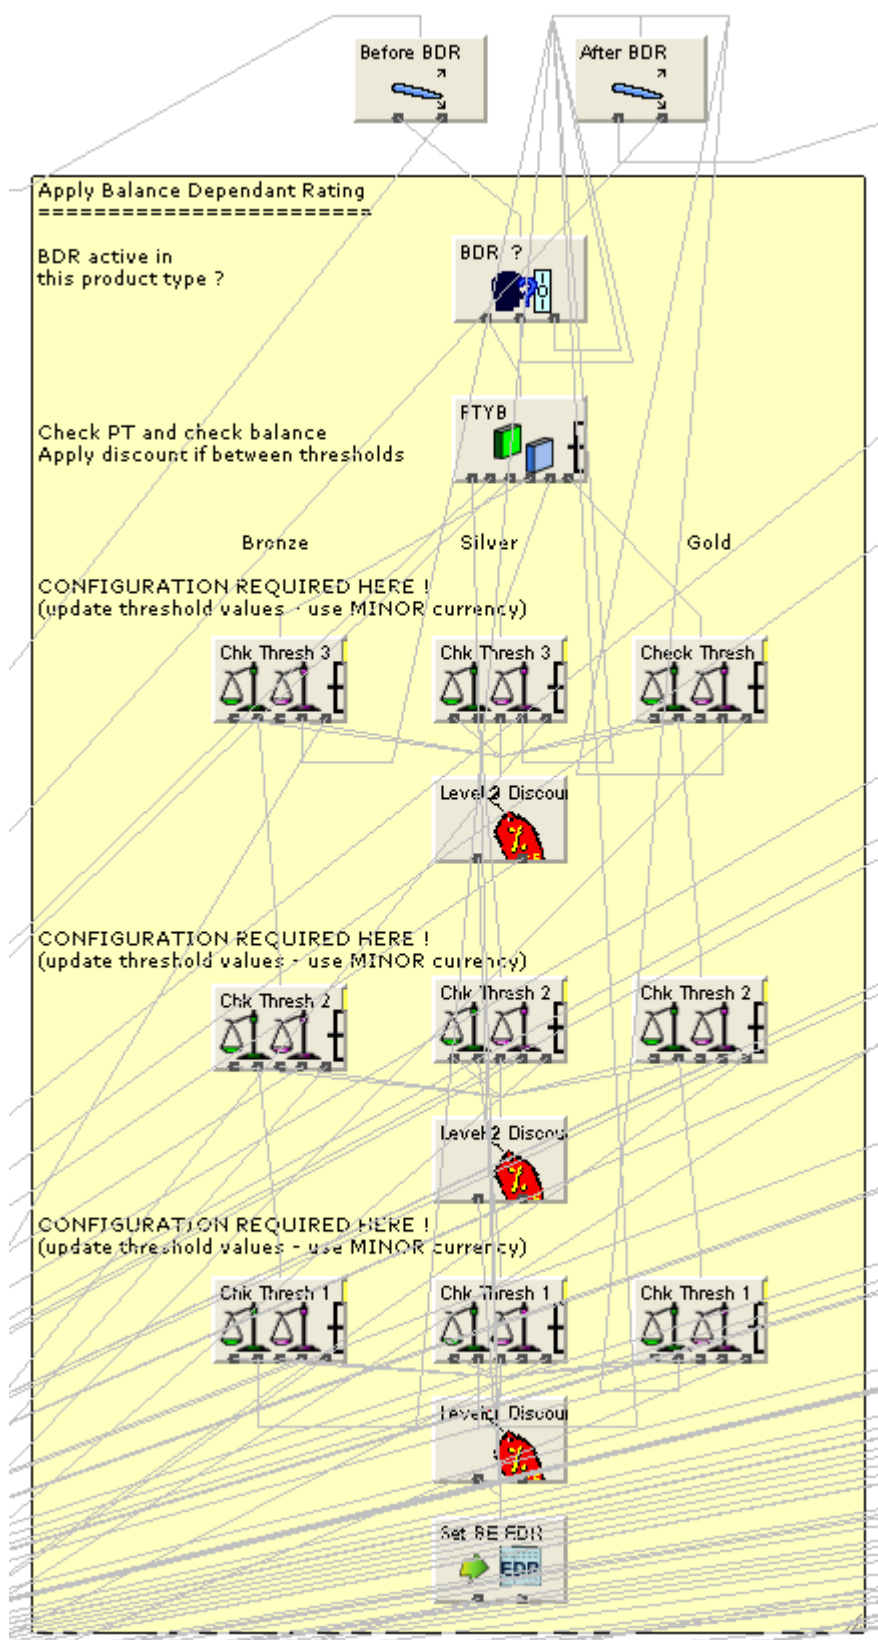 Before BDR
After BDR
Apply Balance Dependant Rating
========================
BDR ?
BDR active in
this product type ?
PTYB
Check PT and check balance
Apply discount if between thresholds
Bronze Silver Gold
CONFIGURATION REQUIRED HERE !
(update threshold values - use MINOR currency)
Chk Thresh 3
Chk Thresh 3
Check Thresh
Level Discou
CONFIGURATION REQUIRED HERE !
(update threshold values - use MINOR currency)
Chk Thresh 2
Chk Thresh 2
Chk Thresh 2
Level 2 Discou
CONFIGURATION REQUIRED HERE !
(update threshold values - use MINOR currency)
Chk Thresh 1
Chk Thresh 1
Chk Thresh 1
Level Discou
Set BE EDR
EDR